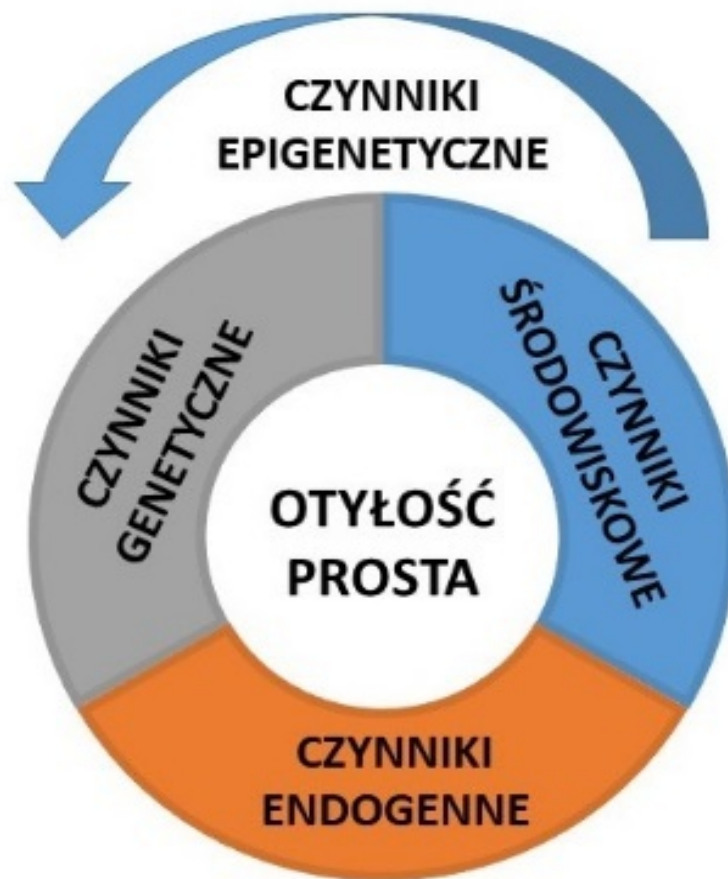 CZYNNIKI
EPIGENETYCZNE
CZYNNIKI
GENETYCZNE
CZYNNIKI
ŚRODOWISKOWE
OTYŁOŚĆ
PROSTA
CZYNNIKI
ENDOGENNE